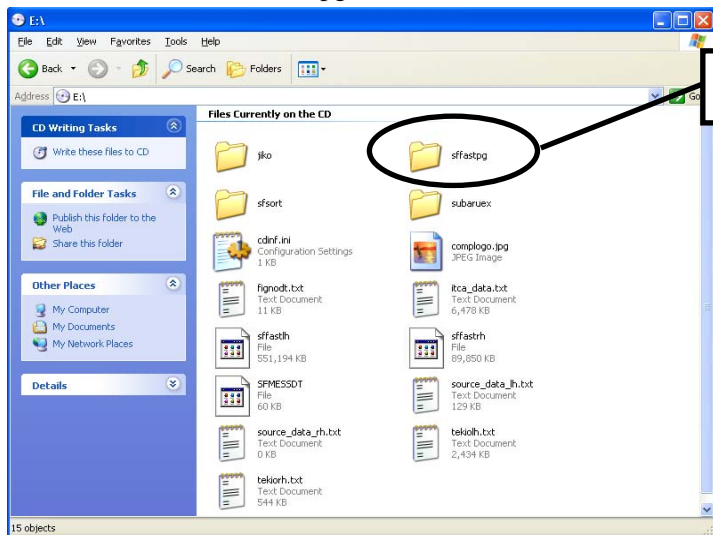 E:\
File Edit View Favorites Tools Help
Back Search Folders
Address E:\
CD Writing Tasks
Write these files to CD
File and Folder Tasks
Publish this folder to the
Web
Share this folder
Other Places
My Computer
My Documents
My Network Places
Details
Files Currently on the CD
jiko
sffastpg
sfsort
subaruex
cdinf.ini
Configuration Settings
1 KB
complogo.jpg
JPEG Image
fignodt.txt
Text Document
11 KB
itca_data.txt
Text Document
6,478 KB
sffastlh
File
551,194 KB
sffastrh
File
89,850 KB
SFMESSDT
File
60 KB
source_data_lh.txt
Text Document
129 KB
source_data_rh.txt
Text Document
0 KB
tekiolh.txt
Text Document
2,434 KB
tekiorh.txt
Text Document
544 KB
15 objects